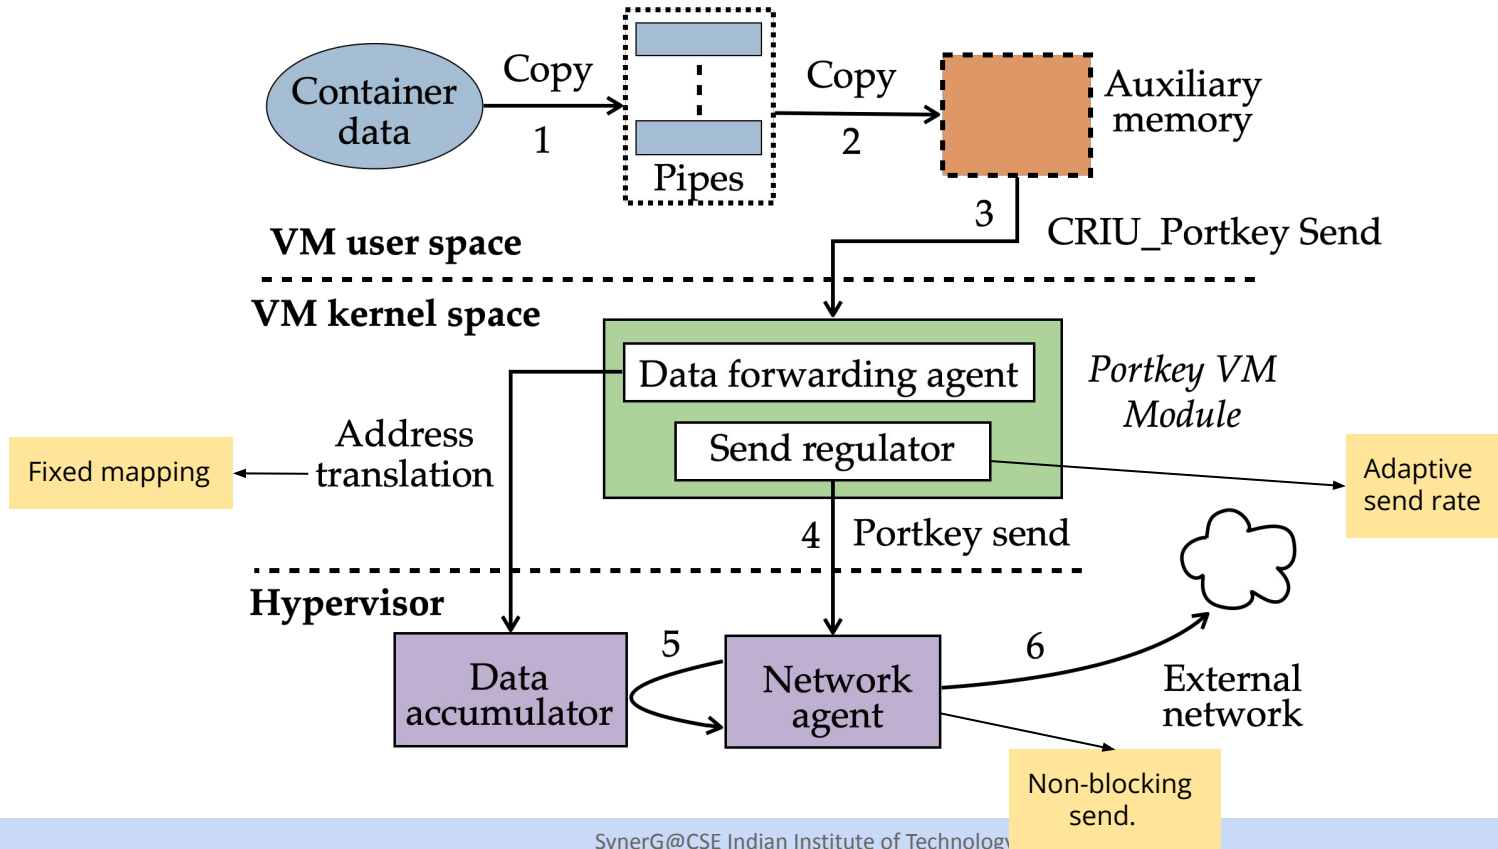 Container
data
Copy
1
Pipes
Copy
2
Auxiliary
memory
3
CRIU_Portkey Send
VM user space
VM kernel space
Data forwarding agent
Send regulator
Portkey VM
Module
Address
translation
Fixed mapping
Adaptive
send rate
4
Portkey send
Hypervisor
Data
accumulator
5
Network
agent
6
External
network
Non-blocking
send.
SynerG@CSE Indian Institute of Technology